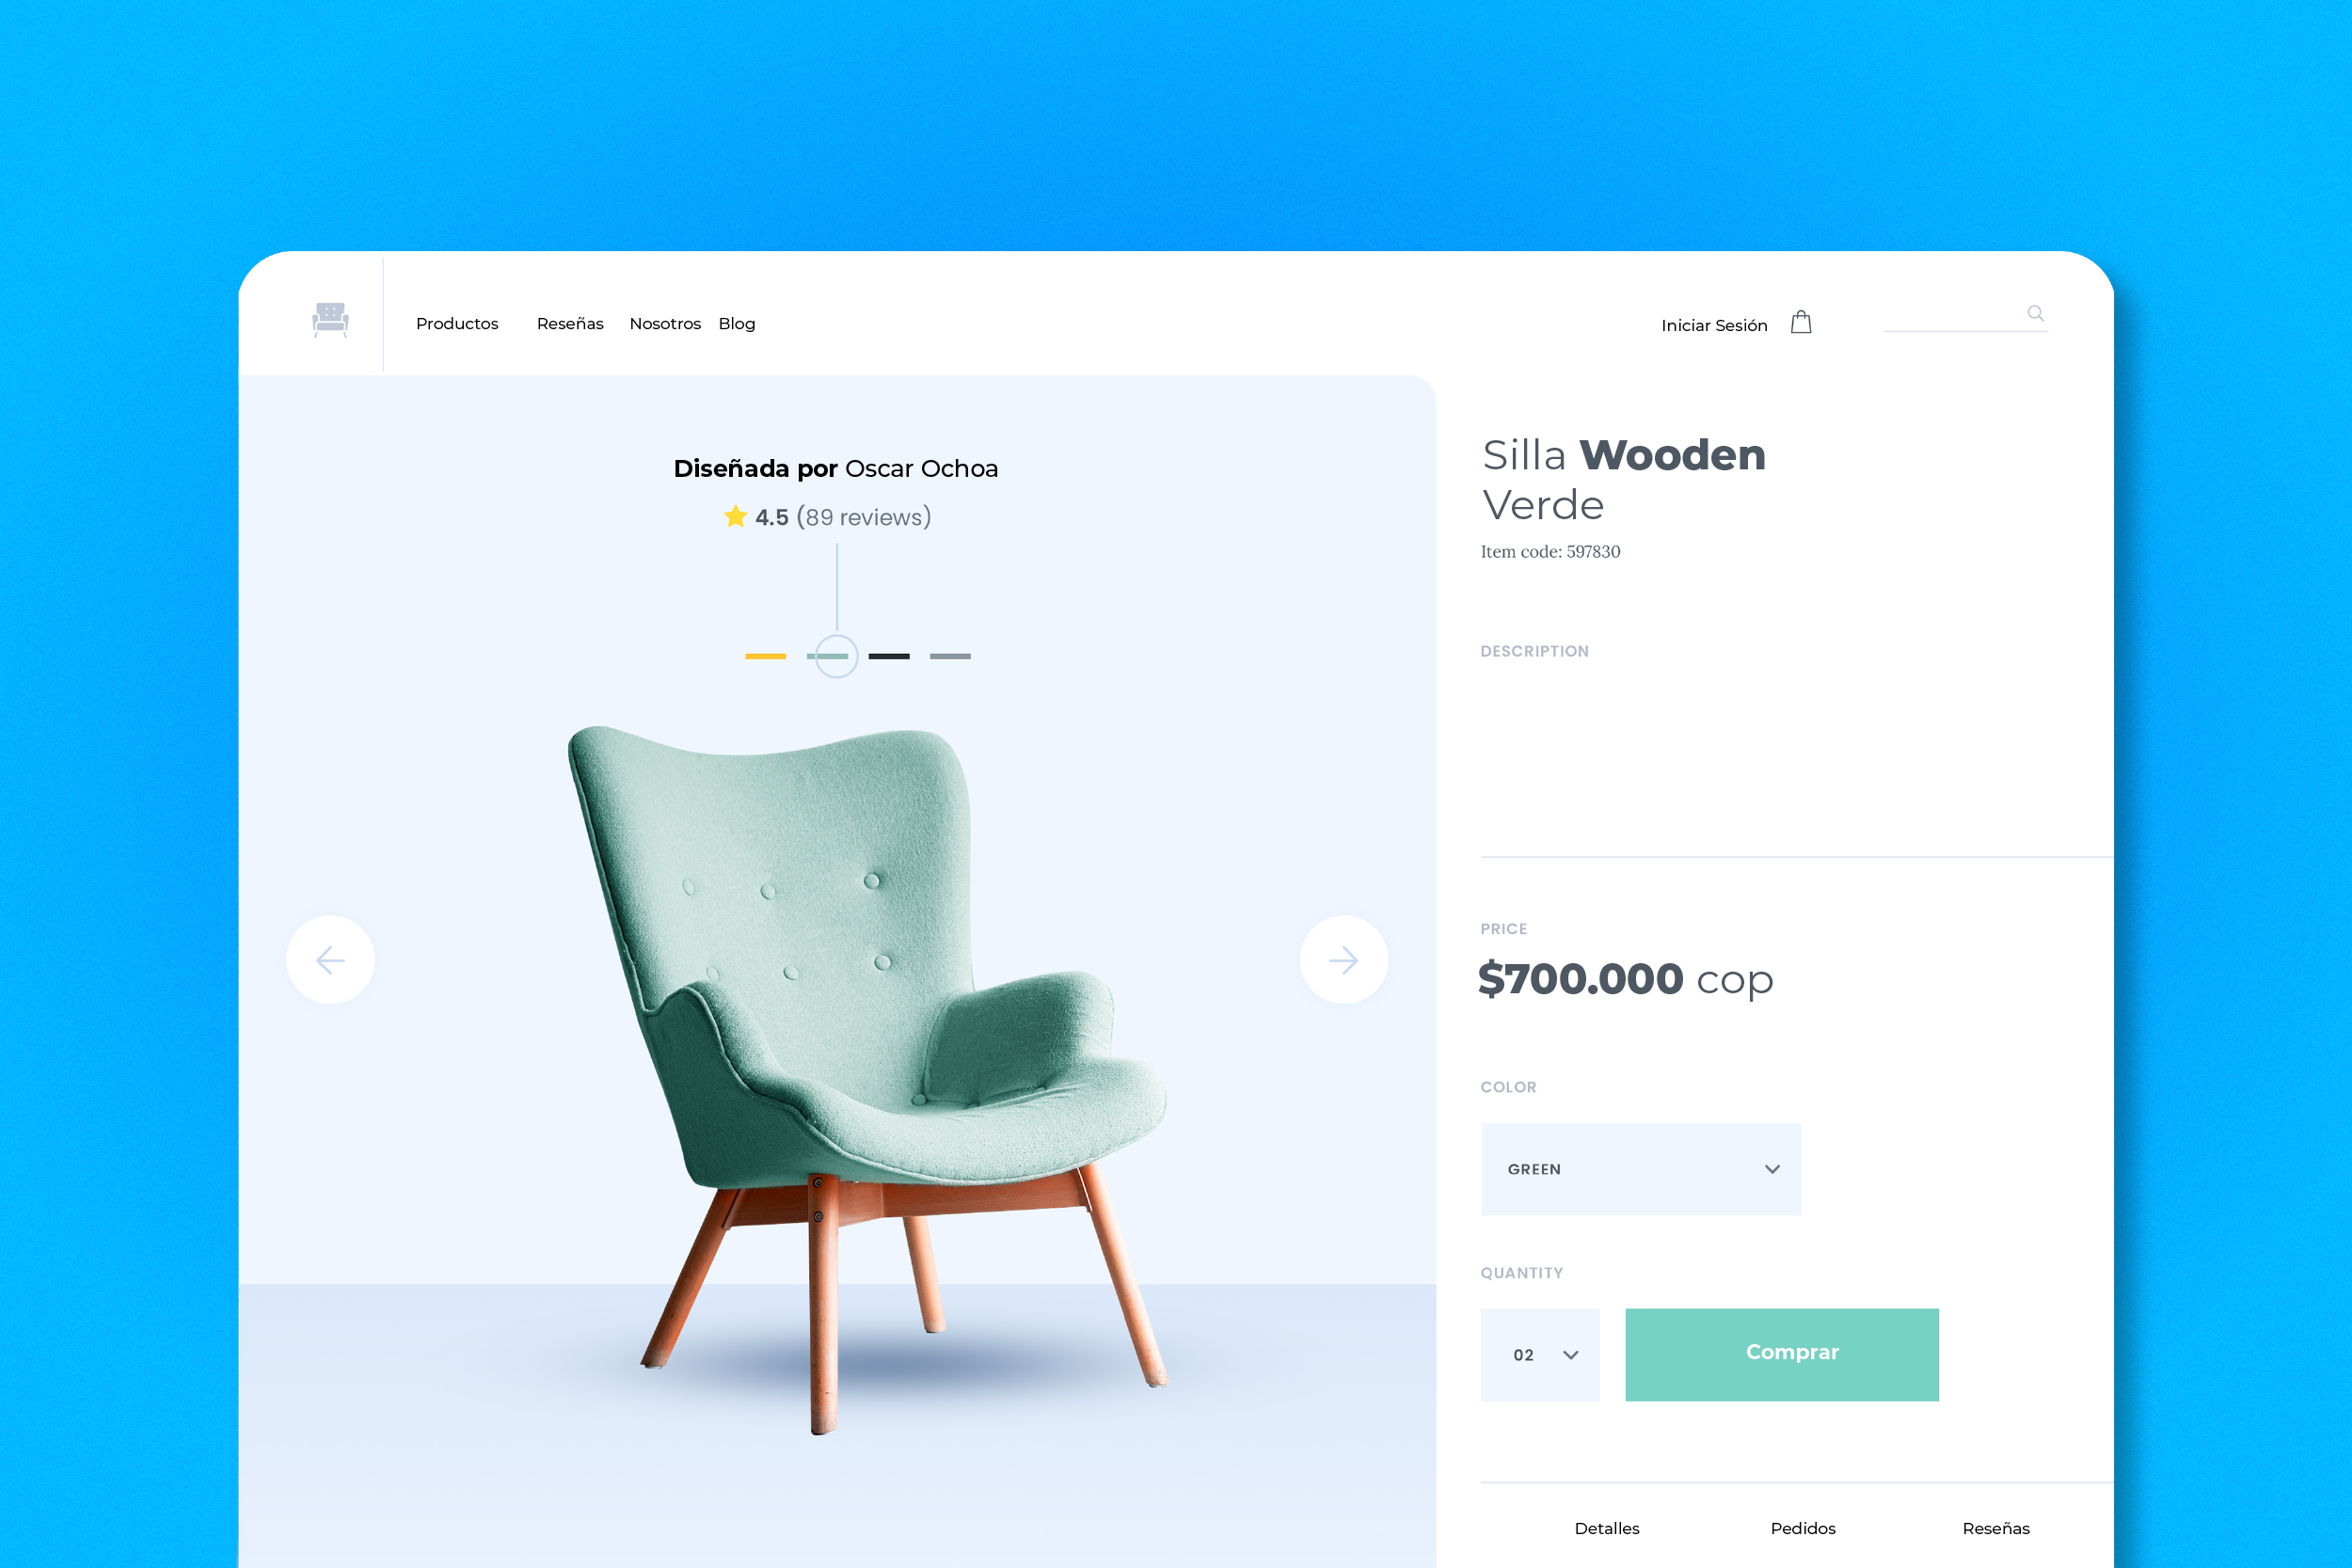 Productos Reseñas Nosotros Blog
Iniciar Sesión
Diseñada por Oscar Ochoa
4.5 (89 reviews)
Silla Wooden
Verde
Item code: 597830
DESCRIPTION
PRICE
$700.000 cop
COLOR
GREEN
QUANTITY
02
Comprar
Detalles Pedidos Reseñas